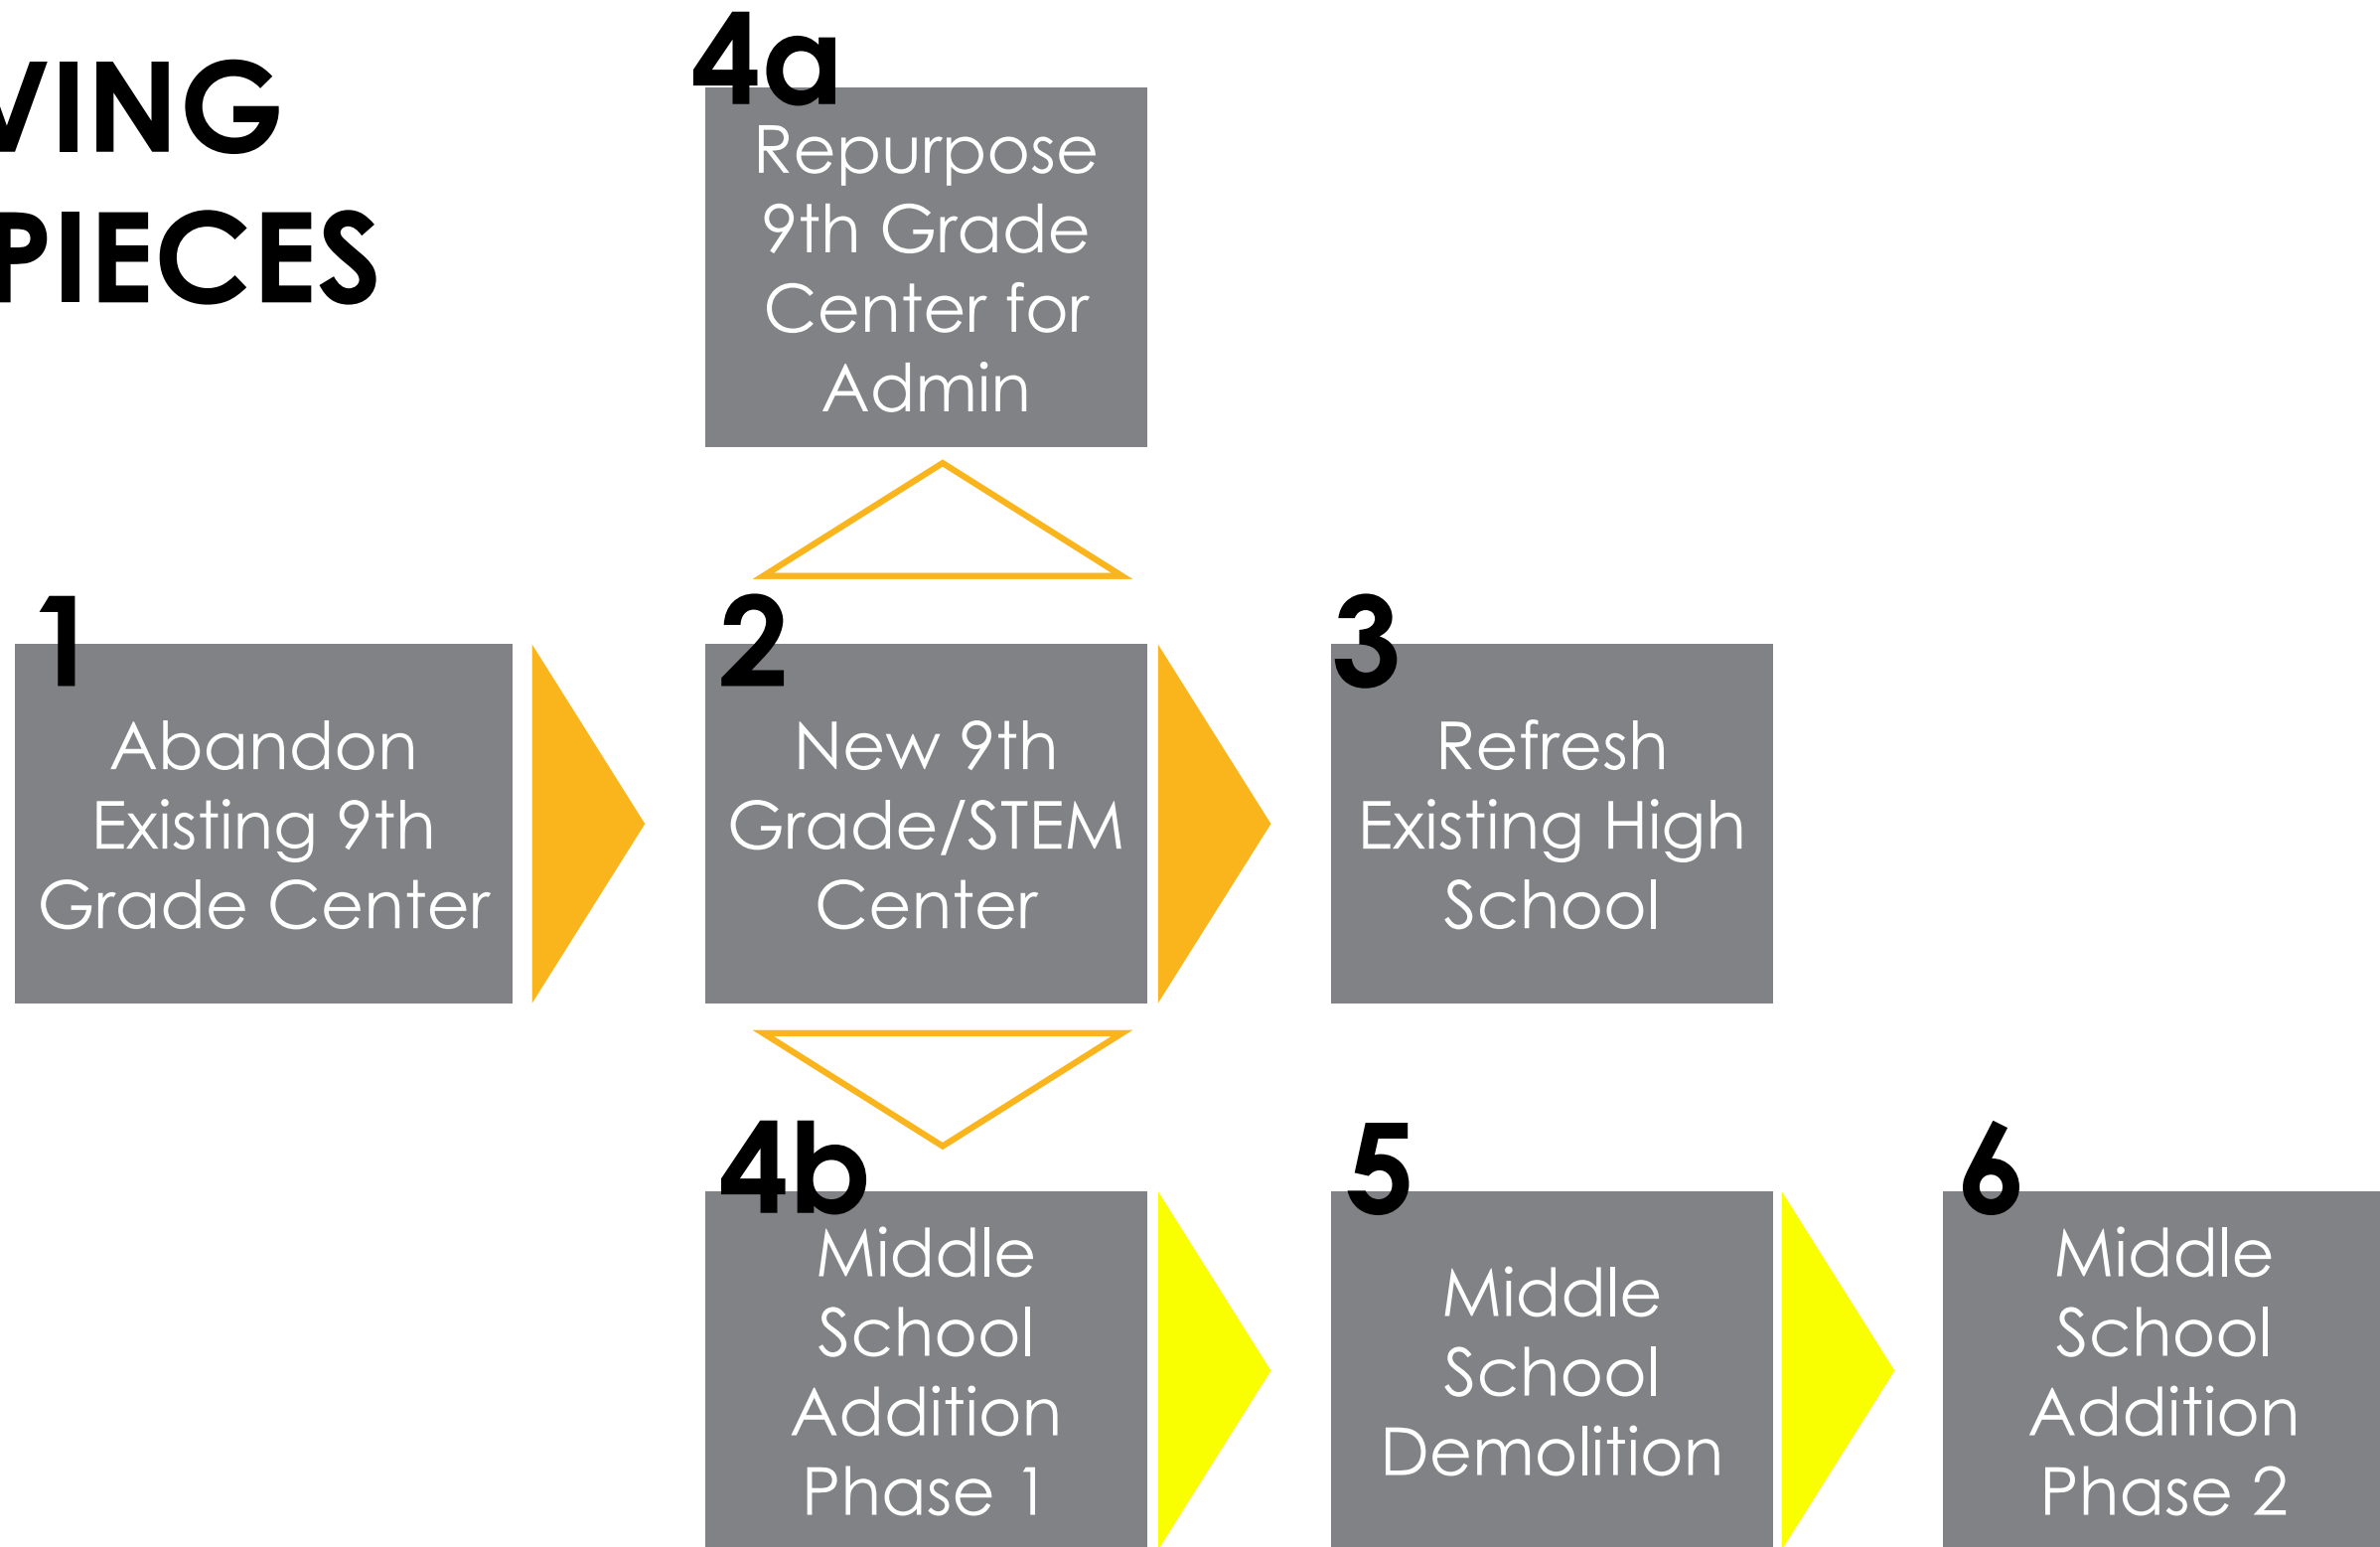 VING
PIECES
4a
Repurpose
9th Grade
Center for
Admin
1
Abandon
Existing 9th
Grade Center
2
New 9th
Grade/STEM
Center
3
Refresh
Existing High
School
4b
Middle
School
Addition
Phase 1
5
Middle
School
Demolition
6
Middle
School
Addition
Phase 2